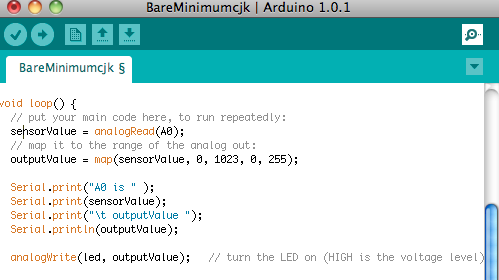 BareMinimumcjk | Arduino 1.0.1
BareMinimumcjk §
void loop() {
// put your main code here, to run repeatedly:
sensorValue = analogRead(A0);
// map it to the range of the analog out:
outputValue = map(sensorValue, 0, 1023, 0, 255);
Serial.print("A0 is " );
Serial.print(sensorValue);
Serial.print("\t outputValue ");
Serial.println(outputValue);
analogWrite(led, outputValue);   // turn the LED on (HIGH is the voltage level)